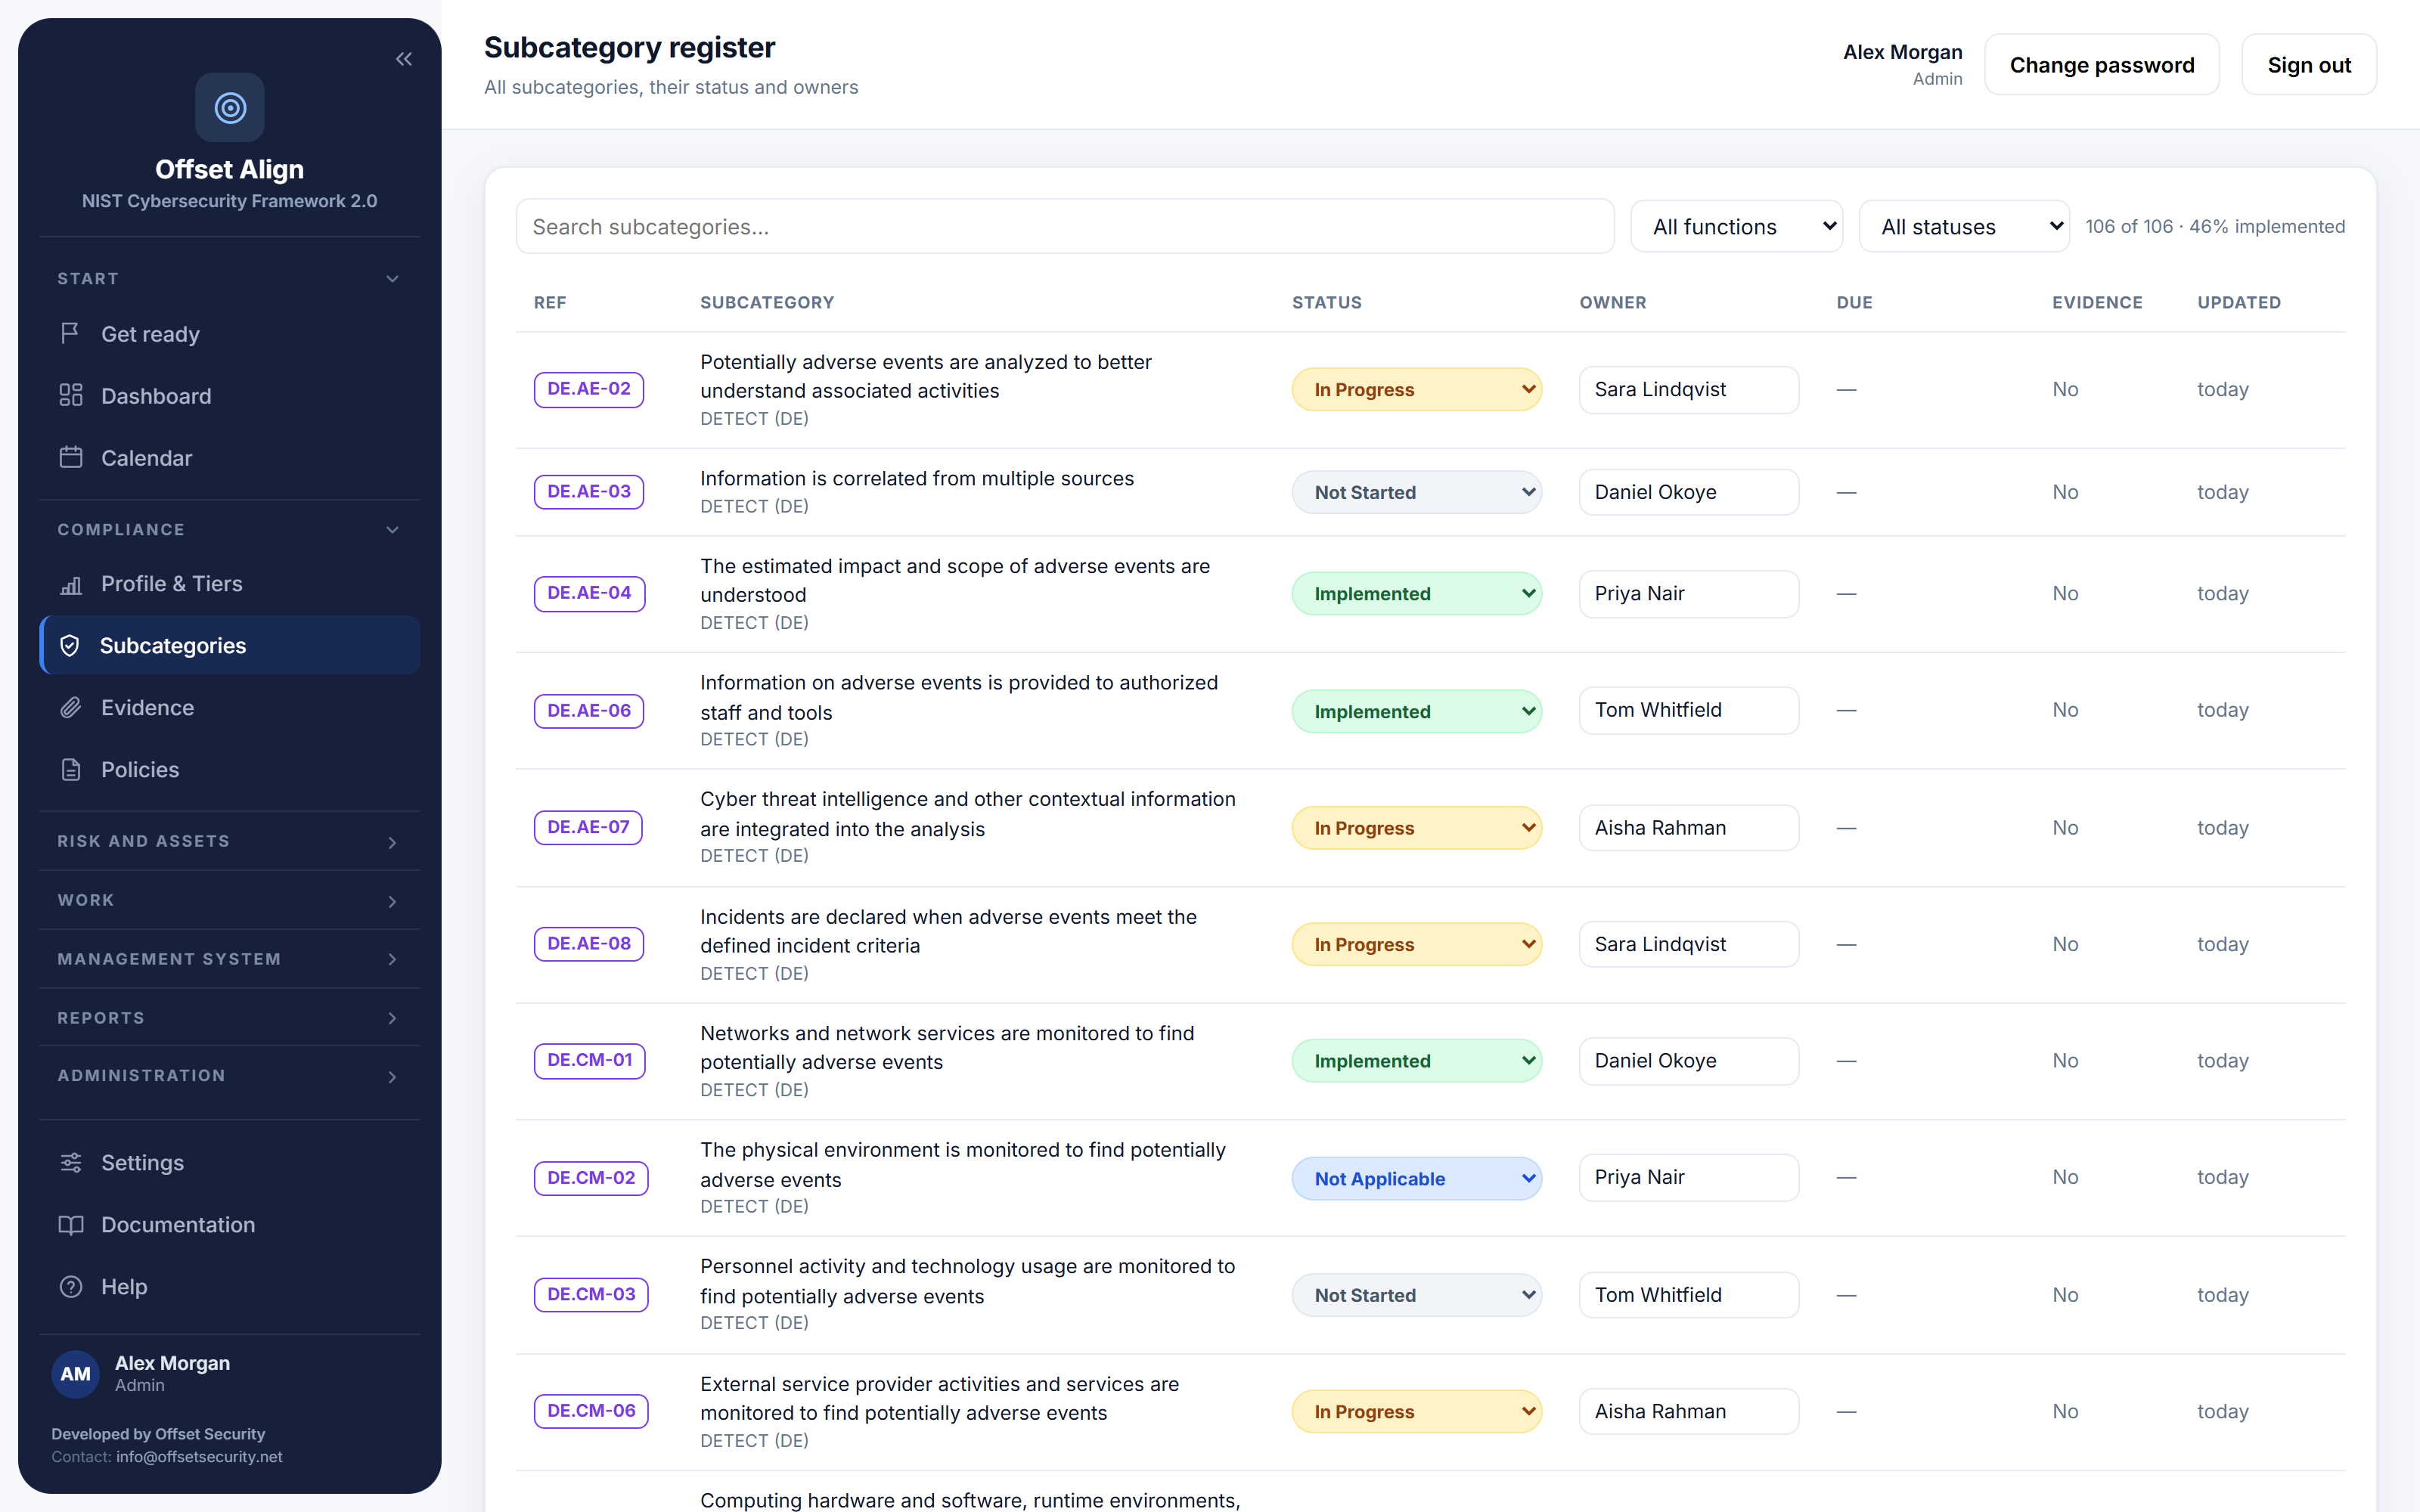 Offset Align
NIST Cybersecurity Framework 2.0
START
Get ready
Dashboard
Calendar
COMPLIANCE
Profile & Tiers
Subcategories
Evidence
Policies
RISK AND ASSETS
WORK
MANAGEMENT SYSTEM
REPORTS
ADMINISTRATION
Settings
Documentation
Help
AM
Alex Morgan
Admin
Developed by Offset Security
Contact: info@offsetsecurity.net
Subcategory register
All subcategories, their status and owners
Alex Morgan
Admin
Change password
Sign out
Search subcategories...
All functions
All statuses
106 of 106 · 46% implemented
REF SUBCATEGORY STATUS OWNER DUE EVIDENCE UPDATED
Potentially adverse events are analyzed to better
DE.AE-02 understand associated activities In Progress Sara Lindqvist — No today
DETECT (DE)
Information is correlated from multiple sources
DE.AE-03 Not Started Daniel Okoye — No today
DETECT (DE)
The estimated impact and scope of adverse events are
DE.AE-04 understood Implemented Priya Nair — No today
DETECT (DE)
Information on adverse events is provided to authorized
DE.AE-06 staff and tools Implemented Tom Whitfield — No today
DETECT (DE)
Cyber threat intelligence and other contextual information
DE.AE-07 are integrated into the analysis In Progress Aisha Rahman — No today
DETECT (DE)
Incidents are declared when adverse events meet the
DE.AE-08 defined incident criteria In Progress Sara Lindqvist — No today
DETECT (DE)
Networks and network services are monitored to find
DE.CM-01 potentially adverse events Implemented Daniel Okoye — No today
DETECT (DE)
The physical environment is monitored to find potentially
DE.CM-02 adverse events Not Applicable Priya Nair — No today
DETECT (DE)
Personnel activity and technology usage are monitored to
DE.CM-03 find potentially adverse events Not Started Tom Whitfield — No today
DETECT (DE)
External service provider activities and services are
DE.CM-06 monitored to find potentially adverse events In Progress Aisha Rahman — No today
DETECT (DE)
Computing hardware and software, runtime environments,